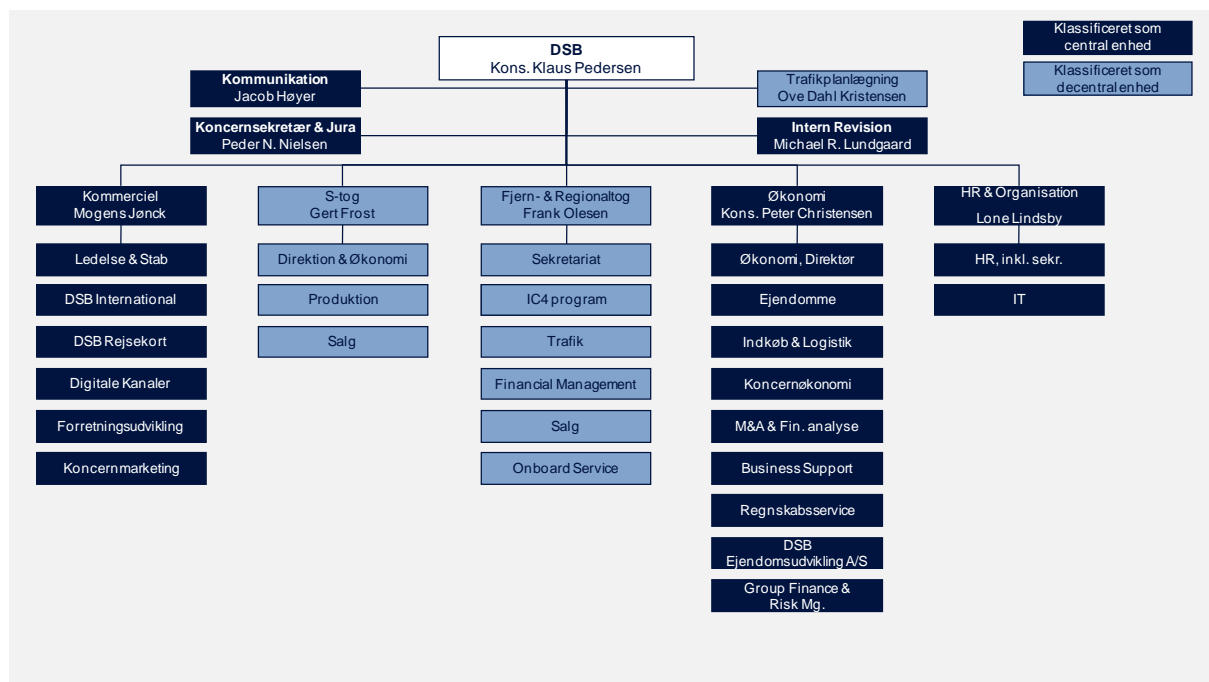 Klassificeret som
central enhed
Klassificeret som
decentral enhed
DSB
Kons. Klaus Pedersen
Kommunikation
Jacob Høyer
Trafikplanlægning
Ove Dahl Kristensen
Koncernsekretær & Jura
Peder N. Nielsen
Intern Revision
Michael R. Lundgaard
Kommerciel
Mogens Jønck
Ledelse & Stab
DSB International
DSB Rejsekort
Digitale Kanaler
Forretningsudvikling
Koncernmarketing
S-tog
Gert Frost
Direktion & Økonomi
Produktion
Salg
Fjern- & Regionaltog
Frank Olesen
Sekretariat
IC4 program
Trafik
Financial Management
Salg
Onboard Service
Økonomi
Kons. Peter Christensen
Økonomi, Direktør
Ejendomme
Indkøb & Logistik
Koncernøkonomi
M&A & Fin. analyse
Business Support
Regnskabsservice
DSB
Ejendomsudvikling A/S
Group Finance &
Risk Mg.
HR & Organisation
Lone Lindsby
HR, inkl. sekr.
IT